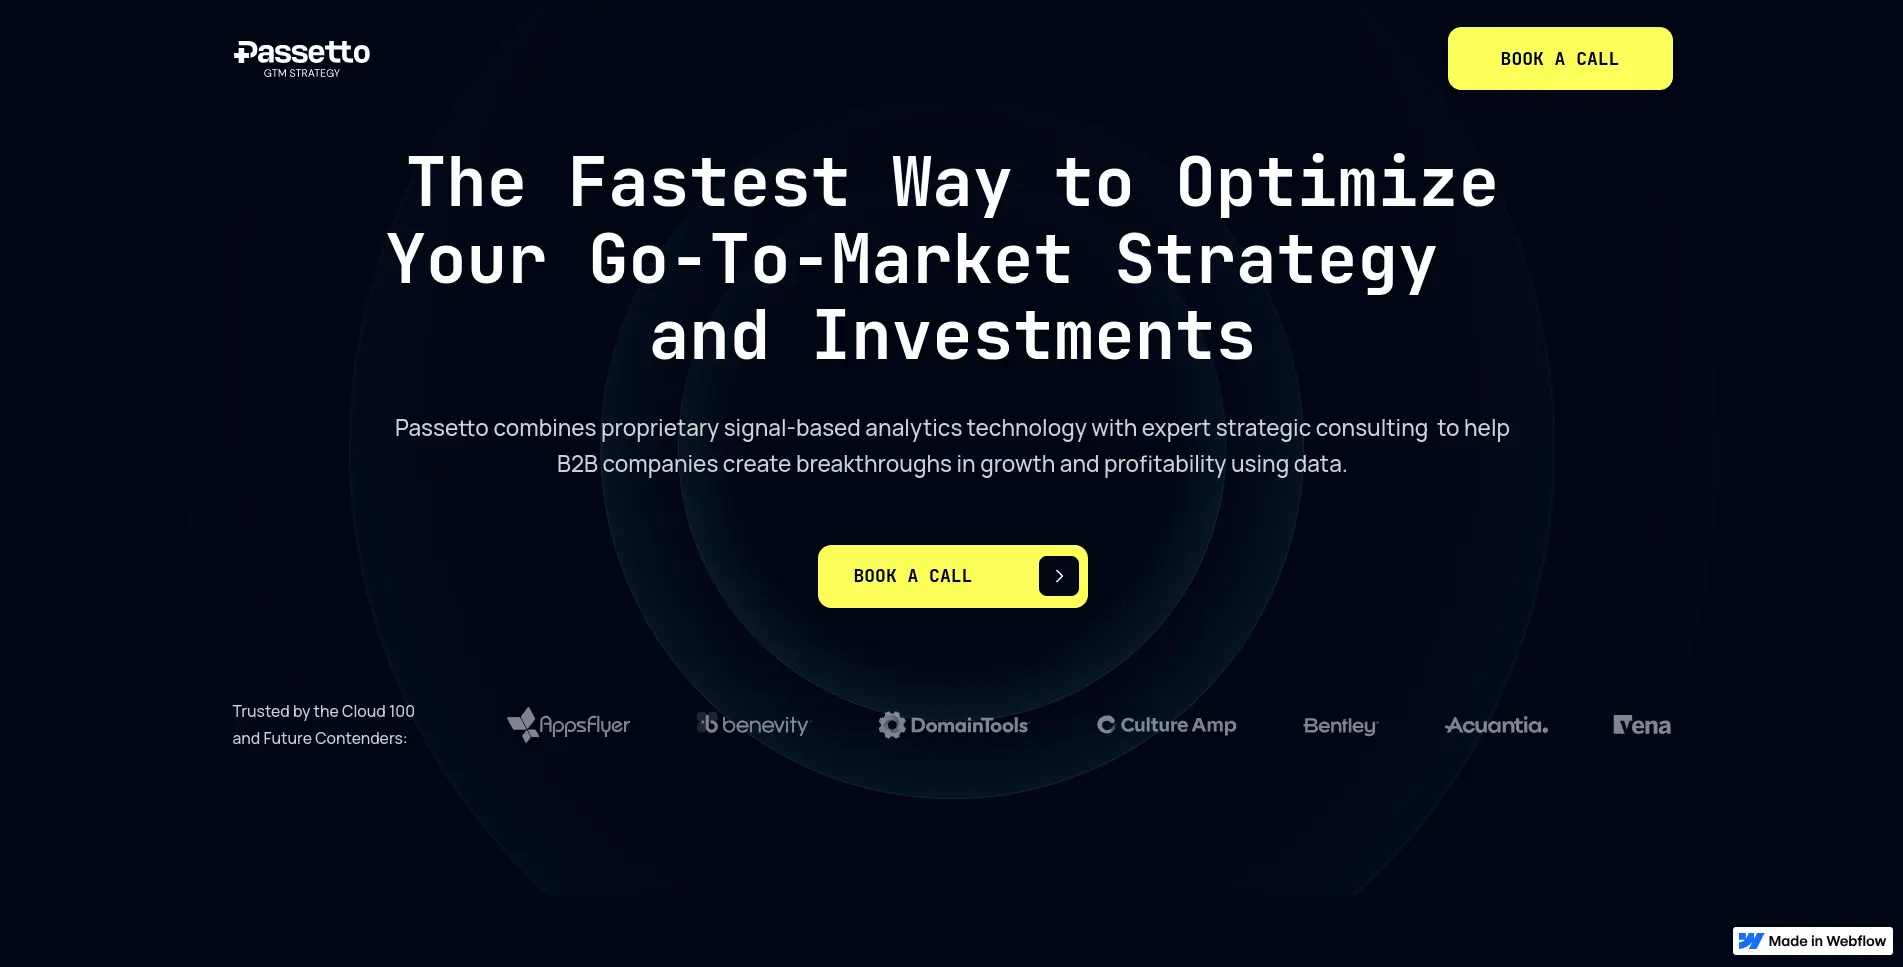 Passetto
GTM STRATEGY
BOOK A CALL
The Fastest Way to Optimize
Your Go-To-Market Strategy
and Investments
Passetto combines proprietary signal-based analytics technology with expert strategic consulting  to help
B2B companies create breakthroughs in growth and profitability using data.
BOOK A CALL
Trusted by the Cloud 100
and Future Contenders:
AppsFlyer
benevity
DomainTools
Culture Amp
Bentley
Acuantia.
Vena
Made in Webflow